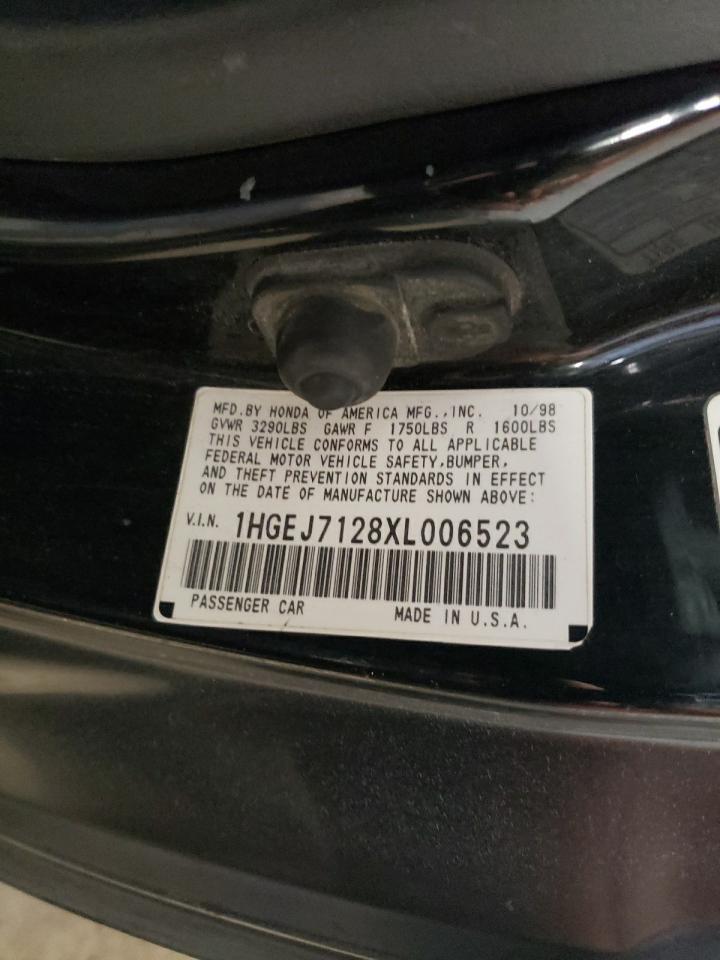 MFD.BY HONDA OF AMERICA MFG.,INC. 10/98
GVWR 3290LBS GAWR F 1750LBS R 1600LBS
THIS VEHICLE CONFORMS TO ALL APPLICABLE
FEDERAL MOTOR VEHICLE SAFETY,BUMPER,
AND THEFT PREVENTION STANDARDS IN EFFECT
ON THE DATE OF MANUFACTURE SHOWN ABOVE:
V.I.N. 1HGEJ7128XL006523
PASSENGER CAR MADE IN U.S.A.